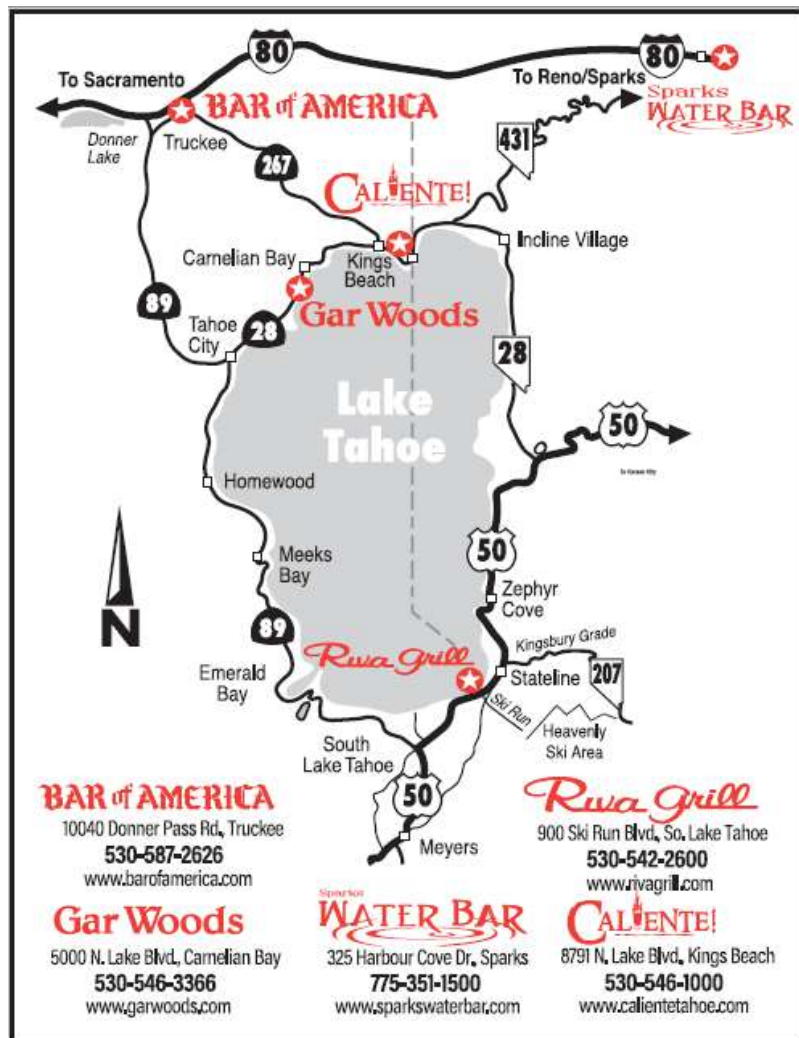 80
80
To Sacramento
To Reno/Sparks
Sparks
WATER BAR
BAR of AMERICA
Donner
Lake
Truckee
431
267
CALIENTE!
Incline Village
Carnelian Bay
Kings
Beach
Gar Woods
89
Tahoe
City
28
28
Lake
Tahoe
50
To Carson City
Homewood
50
Meeks
Bay
Zephyr
Cove
89
Kingsbury Grade
Riva Grill
Emerald
Bay
Stateline
207
Ski Run
Heavenly
Ski Area
South
Lake Tahoe
50
Meyers
N
BAR of AMERICA
10040 Donner Pass Rd., Truckee
530-587-2626
www.barofamerica.com
Riva Grill
900 Ski Run Blvd., So. Lake Tahoe
530-542-2600
www.rivagrill.com
Gar Woods
5000 N. Lake Blvd., Carnelian Bay
530-546-3366
www.garwoods.com
Sparks
WATER BAR
325 Harbour Cove Dr., Sparks
775-351-1500
www.sparkswaterbar.com
CALIENTE!
8791 N. Lake Blvd., Kings Beach
530-546-1000
www.calientetahoe.com